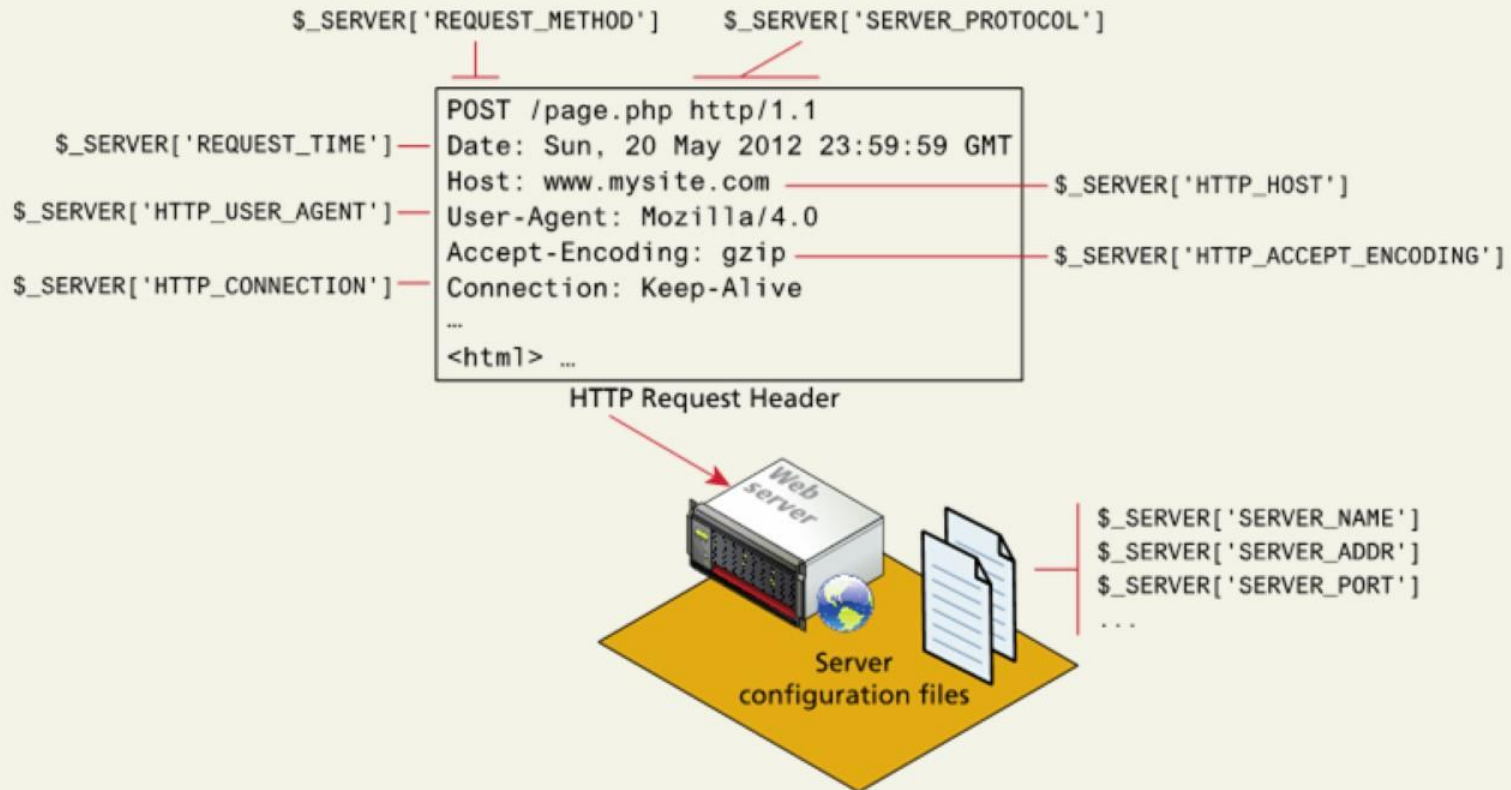 $_SERVER['REQUEST_METHOD']
$_SERVER['SERVER_PROTOCOL']
POST /page.php http/1.1
$_SERVER['REQUEST_TIME']
Date: Sun, 20 May 2012 23:59:59 GMT
Host: www.mysite.com
$_SERVER['HTTP_HOST']
$_SERVER['HTTP_USER_AGENT']
User-Agent: Mozilla/4.0
Accept-Encoding: gzip
$_SERVER['HTTP_ACCEPT_ENCODING']
$_SERVER['HTTP_CONNECTION']
Connection: Keep-Alive
…
<html> …
HTTP Request Header
Web
server
$_SERVER['SERVER_NAME']
$_SERVER['SERVER_ADDR']
$_SERVER['SERVER_PORT']
...
Server
configuration files